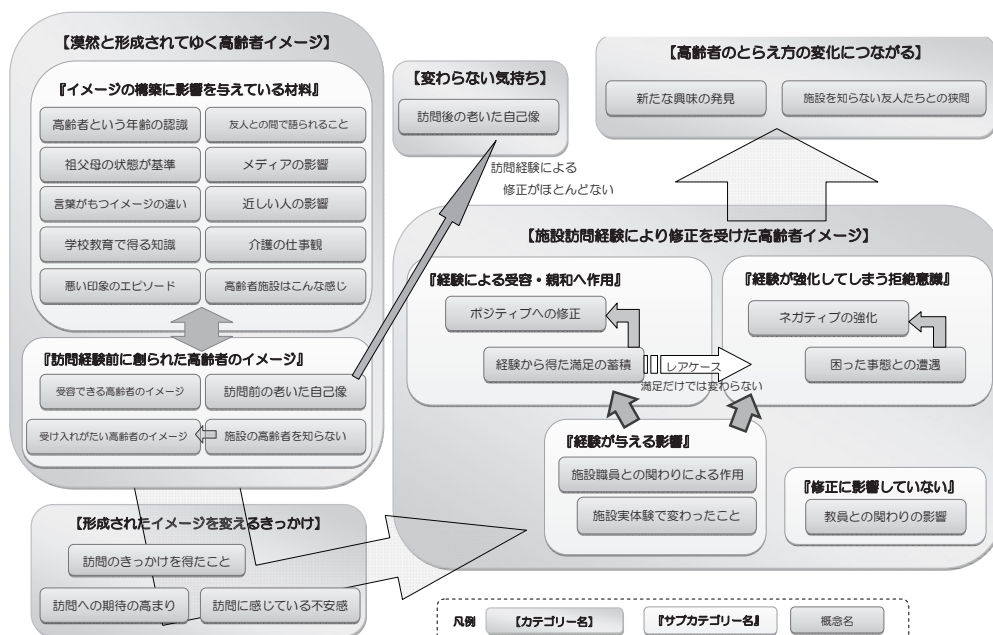 【漠然と形成されてゆく高齢者イメージ】
『イメージの構築に影響を与えている材料』
高齢者という年齢の認識
友人との間で語られること
祖父母の状態が基準
メディアの影響
言葉がもつイメージの違い
近しい人の影響
学校教育で得る知識
介護の仕事観
悪い印象のエピソード
高齢者施設はこんな感じ
『訪問経験前に創られた高齢者のイメージ』
受容できる高齢者のイメージ
訪問前の老いた自己像
受け入れがたい高齢者のイメージ
施設の高齢者を知らない
【形成されたイメージを変えるきっかけ】
訪問のきっかけを得たこと
訪問への期待の高まり
訪問に感じている不安感
【変わらない気持ち】
訪問後の老いた自己像
訪問経験による
修正がほとんどない
【高齢者のとらえ方の変化につながる】
新たな興味の発見
施設を知らない友人たちとの狭間
【施設訪問経験により修正を受けた高齢者イメージ】
『経験による受容・親和へ作用』
ポジティブへの修正
経験から得た満足の蓄積
レアケース
満足だけでは変わらない
『経験が強化してしまう拒絶意識』
ネガティブの強化
困った事態との遭遇
『経験が与える影響』
施設職員との関わりによる作用
施設実体験で変わったこと
『修正に影響していない』
教員との関わりの影響
凡例
【カテゴリー名】
『サブカテゴリー名』
概念名